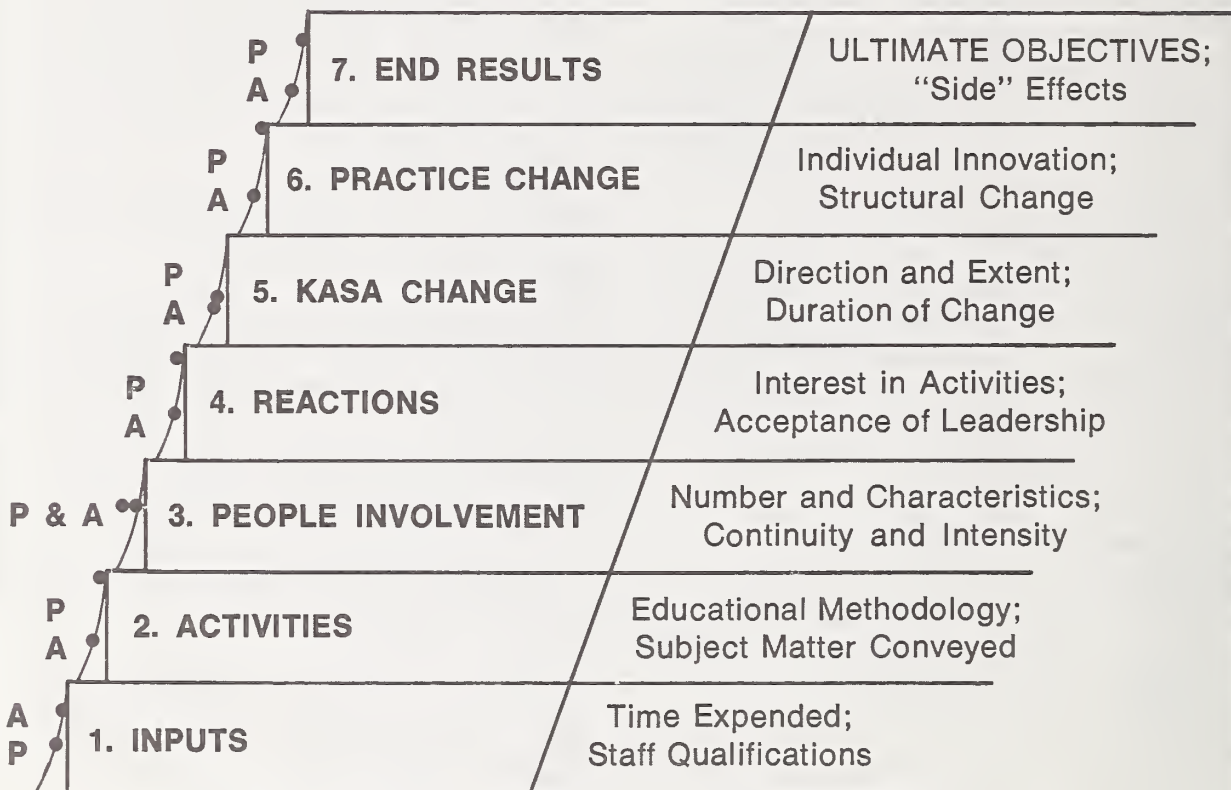 P
A
7. END RESULTS
ULTIMATE OBJECTIVES;
“Side” Effects
P
A
6. PRACTICE CHANGE
Individual Innovation;
Structural Change
P
A
5. KASA CHANGE
Direction and Extent;
Duration of Change
P
A
4. REACTIONS
Interest in Activities;
Acceptance of Leadership
P & A
3. PEOPLE INVOLVEMENT
Number and Characteristics;
Continuity and Intensity
P
A
2. ACTIVITIES
Educational Methodology;
Subject Matter Conveyed
A
P
1. INPUTS
Time Expended;
Staff Qualifications